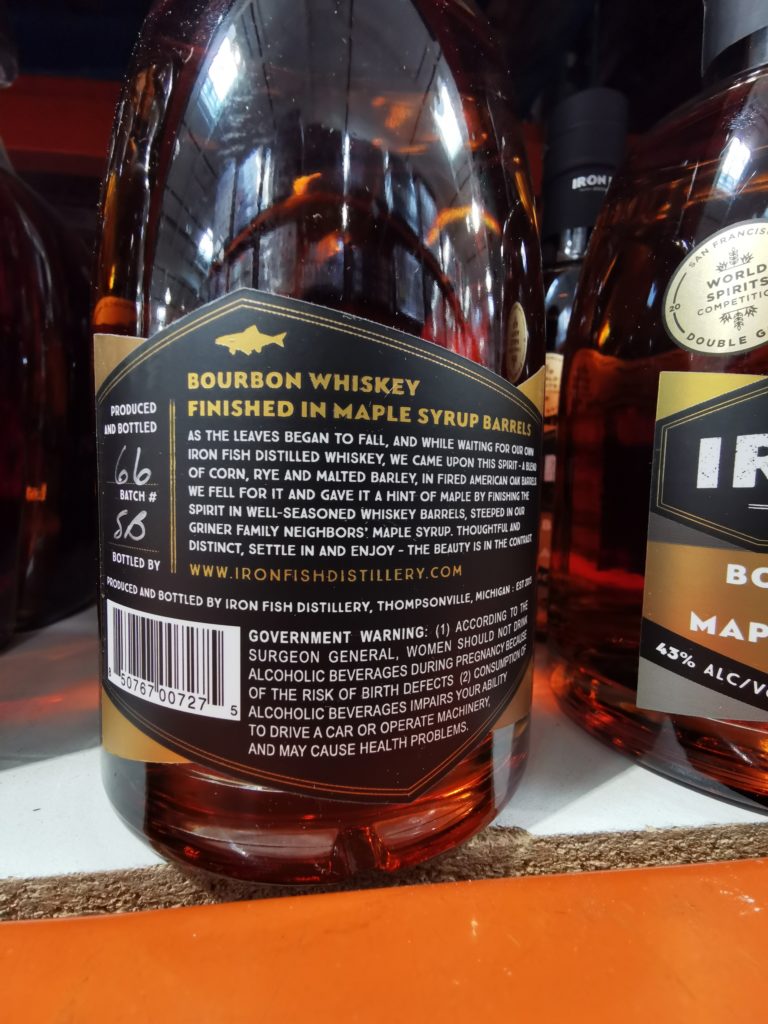 BOURBON WHISKEY
FINISHED IN MAPLE SYRUP BARRELS
AS THE LEAVES BEGAN TO FALL, AND WHILE WAITING FOR OUR OWN
IRON FISH DISTILLED WHISKEY, WE CAME UPON THIS SPIRIT - A BLEND
OF CORN, RYE AND MALTED BARLEY, IN FIRED AMERICAN OAK BARRELS
WE FELL FOR IT AND GAVE IT A HINT OF MAPLE BY FINISHING THE
SPIRIT IN WELL-SEASONED WHISKEY BARRELS, STEEPED IN OUR
GRINER FAMILY NEIGHBORS' MAPLE SYRUP. THOUGHTFUL AND
DISTINCT, SETTLE IN AND ENJOY - THE BEAUTY IS IN THE CONTRAST
WWW.IRONFISHDISTILLERY.COM
PRODUCED
AND BOTTLED
66
BATCH #
SB
BOTTLED BY
PRODUCED AND BOTTLED BY IRON FISH DISTILLERY, THOMPSONVILLE, MICHIGAN : EST 2015
GOVERNMENT WARNING: (1) ACCORDING TO THE
SURGEON GENERAL, WOMEN SHOULD NOT DRINK
ALCOHOLIC BEVERAGES DURING PREGNANCY BECAUSE
OF THE RISK OF BIRTH DEFECTS (2) CONSUMPTION OF
ALCOHOLIC BEVERAGES IMPAIRS YOUR ABILITY
TO DRIVE A CAR OR OPERATE MACHINERY,
AND MAY CAUSE HEALTH PROBLEMS.
8 50767 00727 5
IRON
SAN FRANCIS
WORLD
SPIRITS
COMPETITIO
20
DOUBLE G
IR
BO
MAP
43% ALC/VO